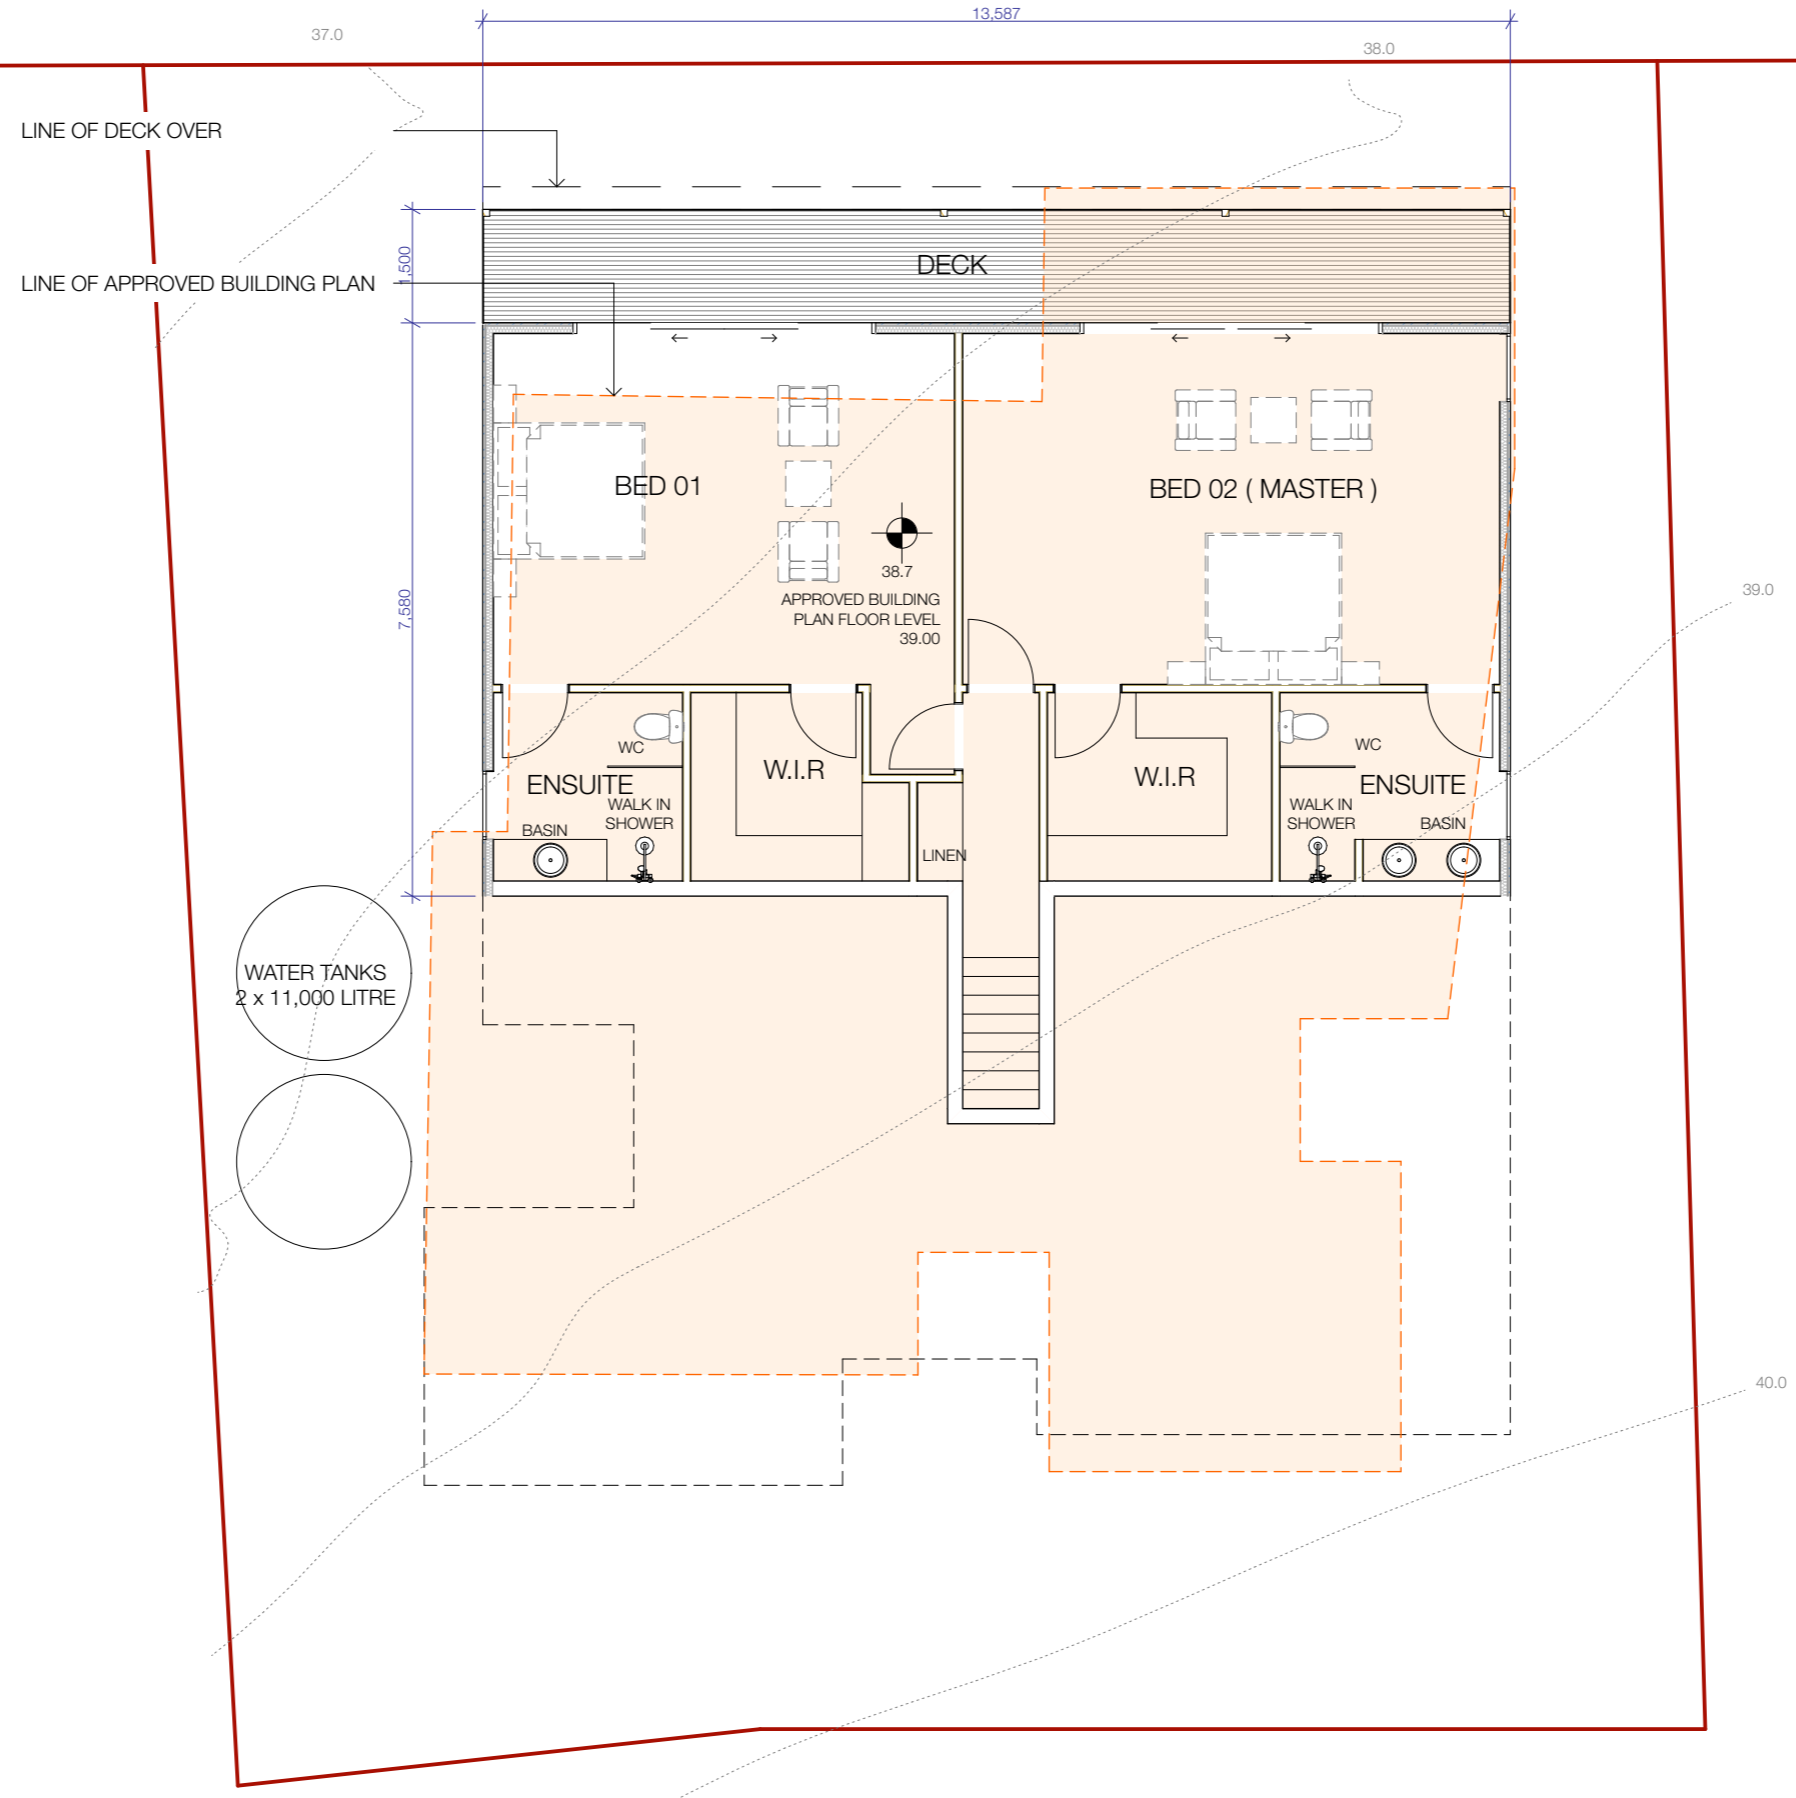 13,587
37.0
38.0
LINE OF DECK OVER
1,500
DECK
LINE OF APPROVED BUILDING PLAN
BED 01
BED 02 ( MASTER )
38.7
APPROVED BUILDING
PLAN FLOOR LEVEL
39.00
7,580
39.0
WC
ENSUITE
WALK IN
SHOWER
BASIN
W.I.R
LINEN
W.I.R
WC
ENSUITE
WALK IN
SHOWER
BASIN
WATER TANKS
2 x 11,000 LITRE
40.0